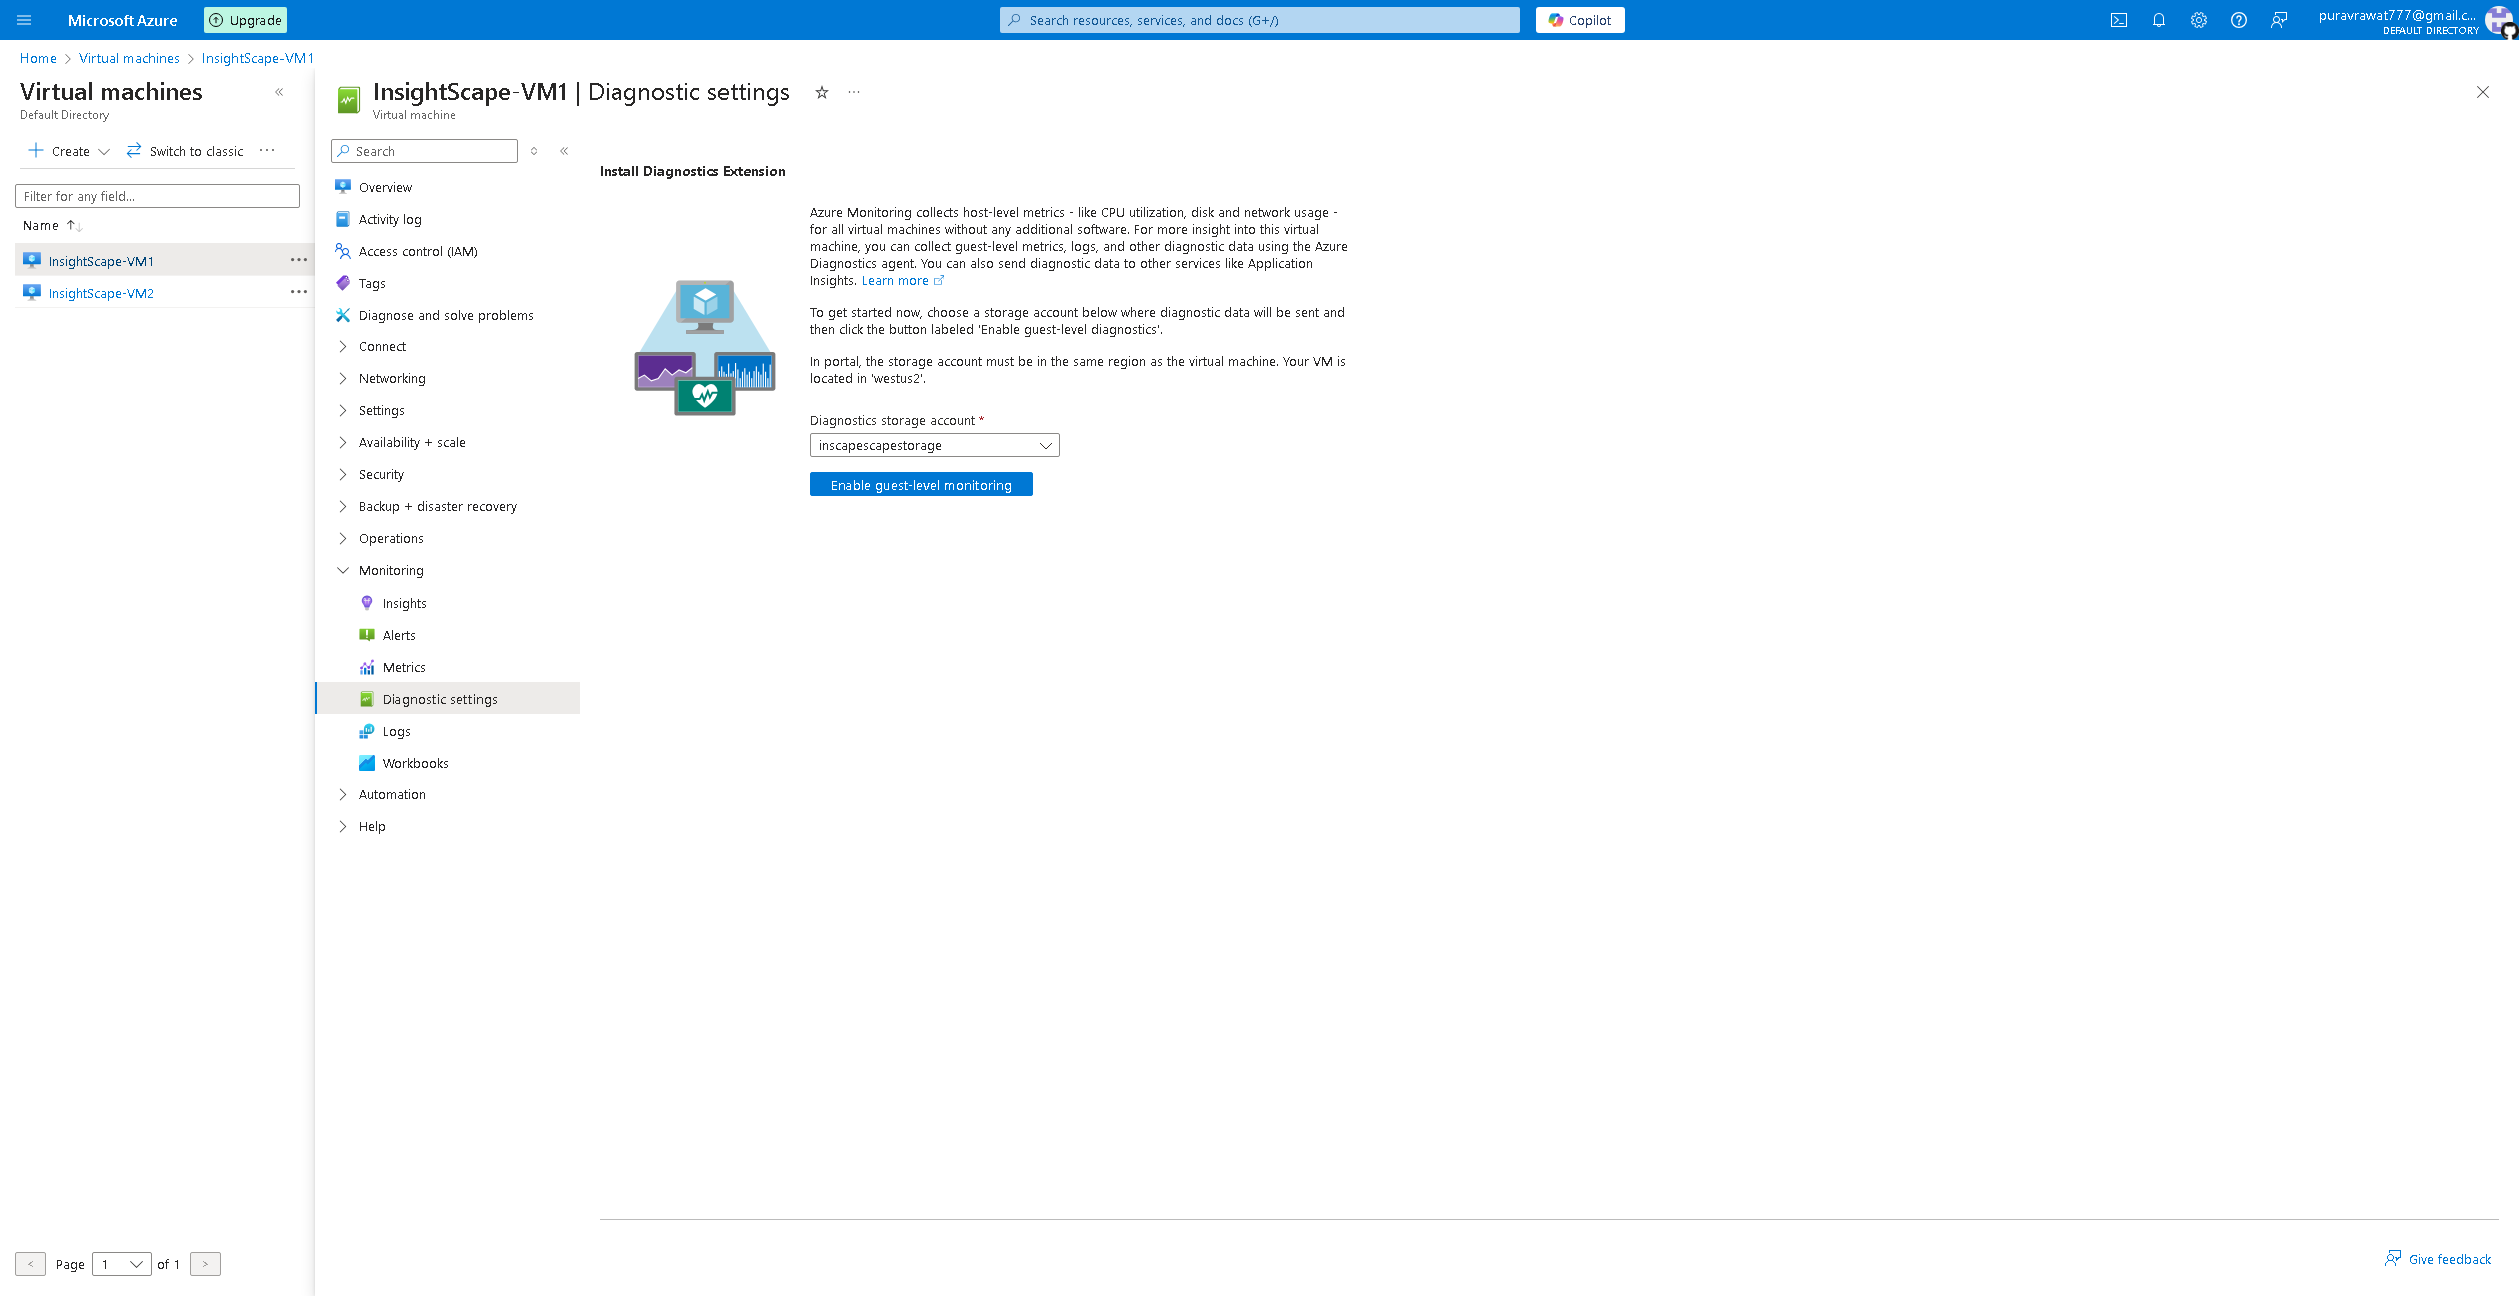 Microsoft Azure
Upgrade
Search resources, services, and docs (G+/)
Copilot
puravrawat777@gmail.c...
DEFAULT DIRECTORY
Home > Virtual machines > InsightScape-VM1
Virtual machines
Default Directory
Create
Switch to classic
Filter for any field...
Name
InsightScape-VM1
InsightScape-VM2
< Page 1 of 1 >
InsightScape-VM1 | Diagnostic settings
Virtual machine
Search
Overview
Activity log
Access control (IAM)
Tags
Diagnose and solve problems
Connect
Networking
Settings
Availability + scale
Security
Backup + disaster recovery
Operations
Monitoring
Insights
Alerts
Metrics
Diagnostic settings
Logs
Workbooks
Automation
Help
Install Diagnostics Extension
Azure Monitoring collects host-level metrics - like CPU utilization, disk and network usage -
for all virtual machines without any additional software. For more insight into this virtual
machine, you can collect guest-level metrics, logs, and other diagnostic data using the Azure
Diagnostics agent. You can also send diagnostic data to other services like Application
Insights. Learn more
To get started now, choose a storage account below where diagnostic data will be sent and
then click the button labeled 'Enable guest-level diagnostics'.
In portal, the storage account must be in the same region as the virtual machine. Your VM is
located in 'westus2'.
Diagnostics storage account *
inscapescapestorage
Enable guest-level monitoring
Give feedback